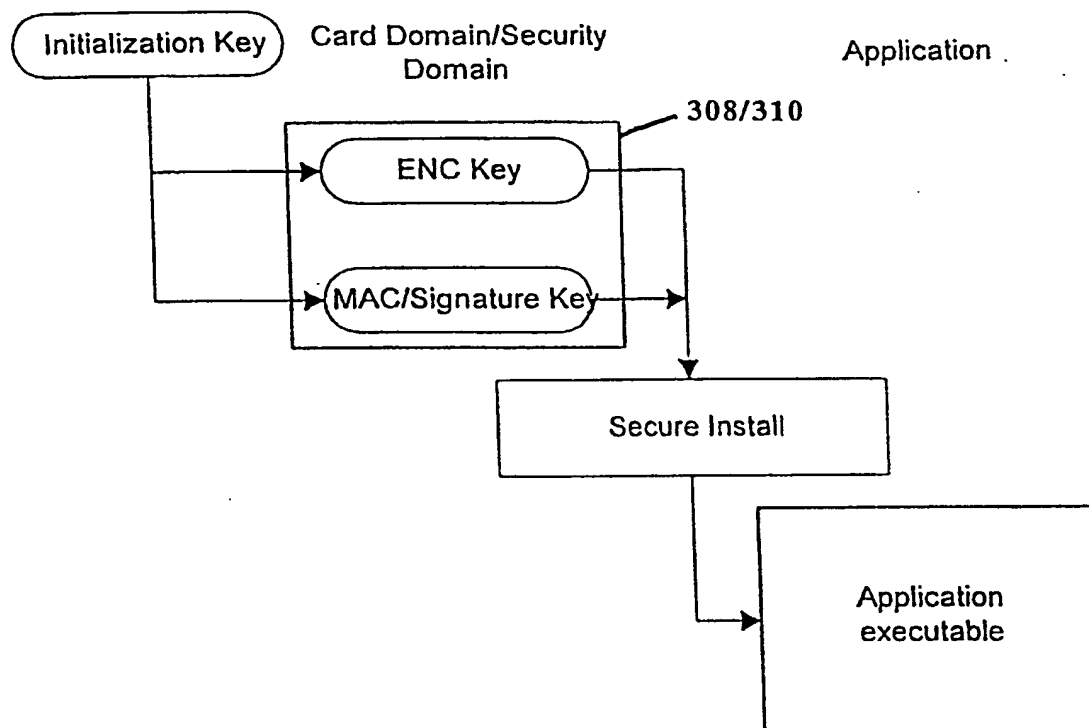 Initialization Key
Card Domain/Security
Domain
Application
308/310
ENC Key
MAC/Signature Key
Secure Install
Application
executable